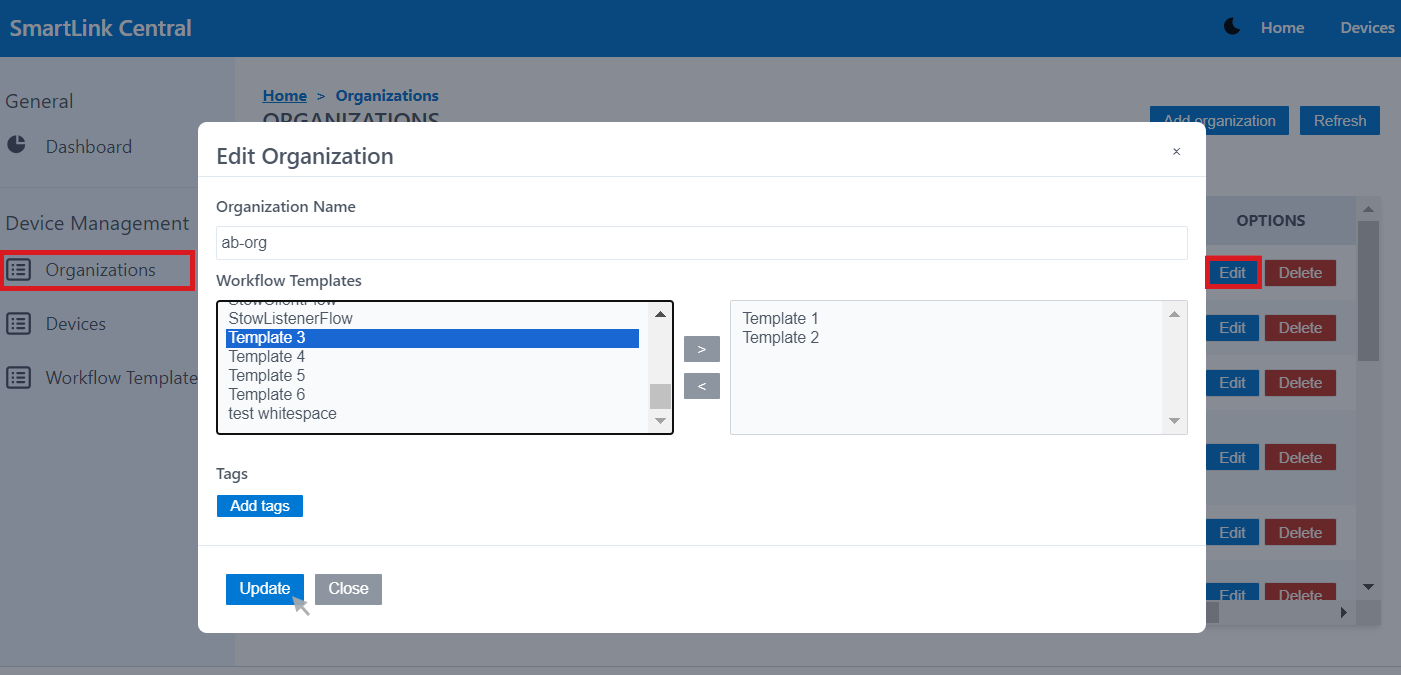 SmartLink Central
Home
Devices
General
Dashboard
Device Management
Organizations
Devices
Workflow Template
Home > Organizations
ORGANIZATIONS
Add organization
Refresh
Edit Organization
×
Organization Name
ab-org
Workflow Templates
StowClientFlow
StowListenerFlow
Template 3
Template 4
Template 5
Template 6
test whitespace
>
<
Template 1
Template 2
Tags
Add tags
Update
Close
OPTIONS
Edit Delete
Edit Delete
Edit Delete
Edit Delete
Edit Delete
Edit Delete